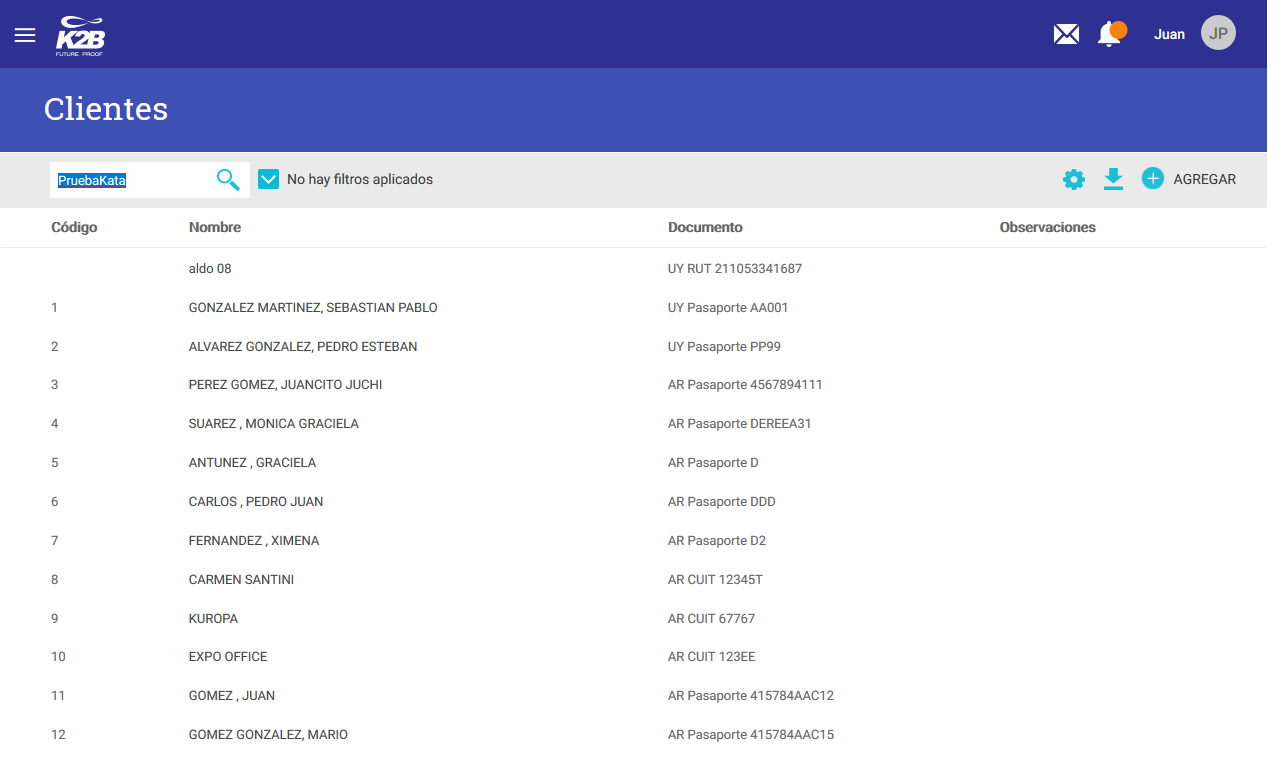 K2B
FUTURE PROOF
Juan JP
Clientes
PruebaKata No hay filtros aplicados AGREGAR
Código Nombre Documento Observaciones
aldo 08 UY RUT 211053341687
1 GONZALEZ MARTINEZ, SEBASTIAN PABLO UY Pasaporte AA001
2 ALVAREZ GONZALEZ, PEDRO ESTEBAN UY Pasaporte PP99
3 PEREZ GOMEZ, JUANCITO JUCHI AR Pasaporte 4567894111
4 SUAREZ , MONICA GRACIELA AR Pasaporte DEREEA31
5 ANTUNEZ , GRACIELA AR Pasaporte D
6 CARLOS , PEDRO JUAN AR Pasaporte DDD
7 FERNANDEZ , XIMENA AR Pasaporte D2
8 CARMEN SANTINI AR CUIT 12345T
9 KUROPA AR CUIT 67767
10 EXPO OFFICE AR CUIT 123EE
11 GOMEZ , JUAN AR Pasaporte 415784AAC12
12 GOMEZ GONZALEZ, MARIO AR Pasaporte 415784AAC15